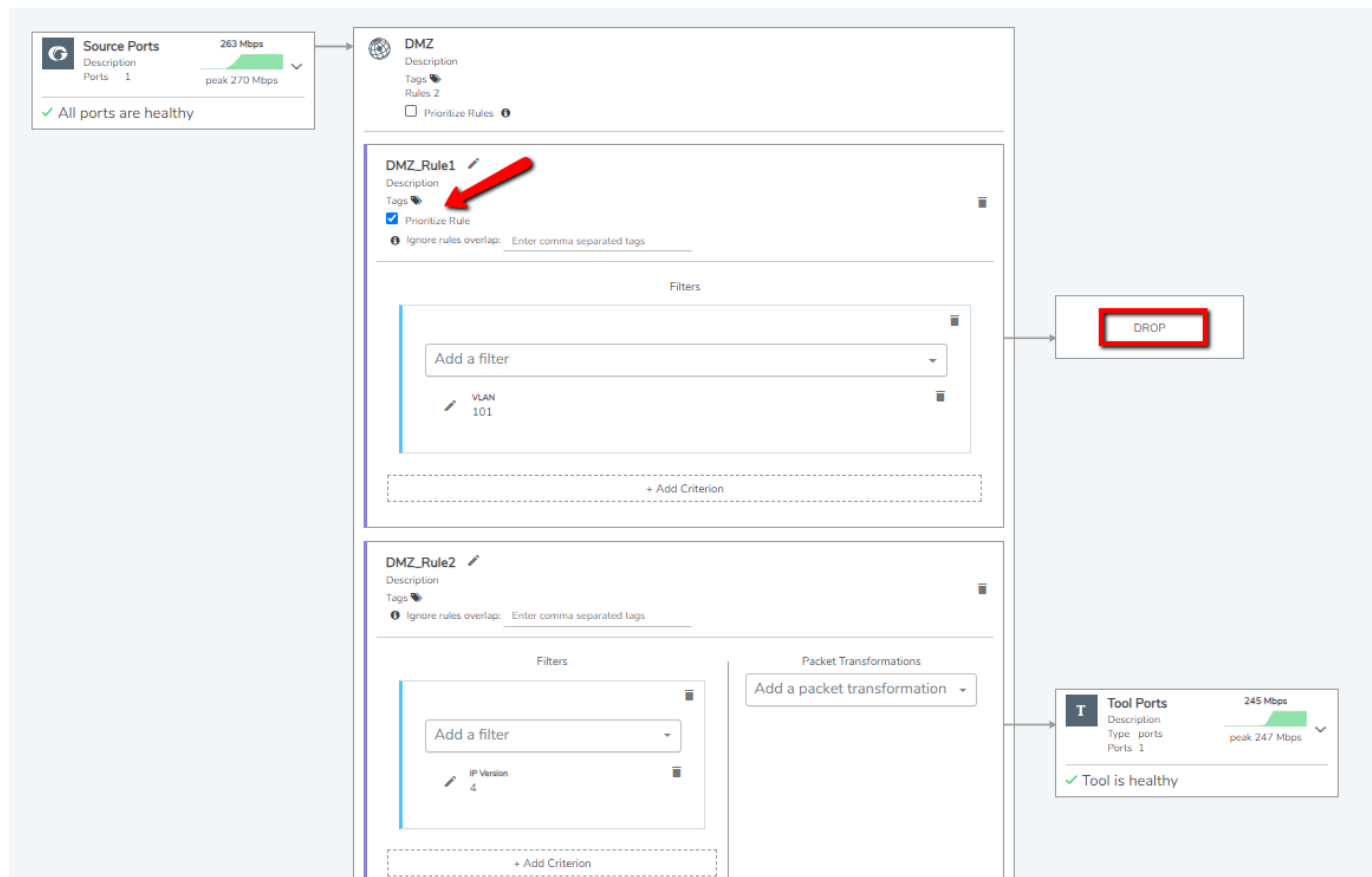 Source Ports
263 Mbps
Description
Ports 1
peak 270 Mbps
All ports are healthy
DMZ
Description
Tags
Rules 2
Prioritize Rules
DMZ_Rule1
Description
Tags
Prioritize Rule
Ignore rules overlap: Enter comma separated tags
Filters
Add a filter
VLAN
101
+ Add Criterion
DROP
DMZ_Rule2
Description
Tags
Ignore rules overlap: Enter comma separated tags
Filters
Add a filter
IP Version
4
+ Add Criterion
Packet Transformations
Add a packet transformation
T
Tool Ports
245 Mbps
Description
Type ports
Ports 1
peak 247 Mbps
Tool is healthy